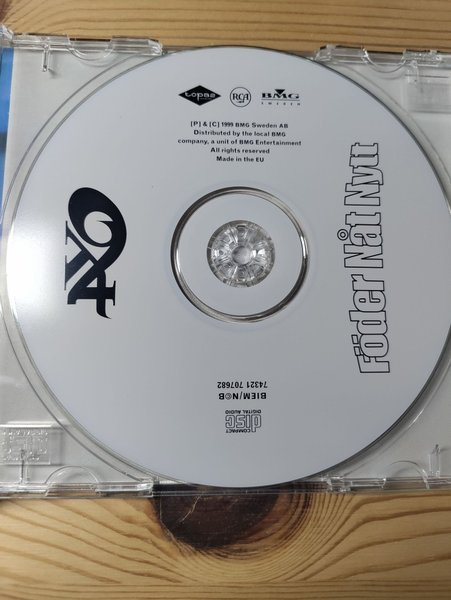 topaz
RCA
BMG
SWEDEN
(P) & (C) 1999 BMG Sweden AB
Distributed by the local BMG
company, a unit of BMG Entertainment
All rights reserved
Made in the EU
Föder Nåt Nytt
BIEM/N©B
74321 707682
COMPACT
disc
DIGITAL AUDIO